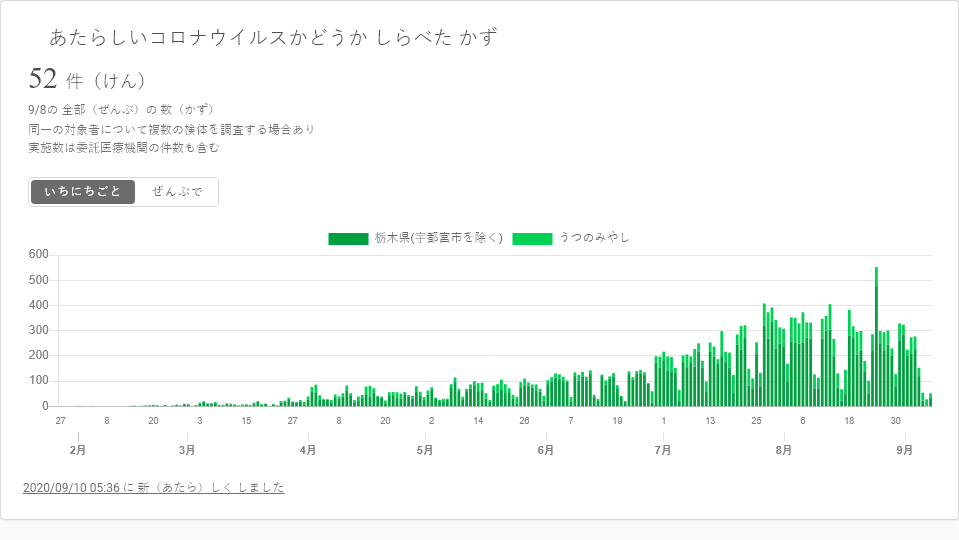 あたらしいコロナウイルスかどうか しらべた かず
52 件（けん）
9/8の 全部（ぜんぶ）の 数（かず）
同一の対象者について複数の検体を調査する場合あり
実施数は委託医療機関の件数も含む
いちにちごと ぜんぶで
栃木県(宇都宮市を除く) うつのみやし
600
500
400
300
200
100
0
27 8 20 3 15 27 8 20 2 14 26 7 19 1 13 25 6 18 30
2月 3月 4月 5月 6月 7月 8月 9月
2020/09/10 05:36 に 新（あたら）しく しました